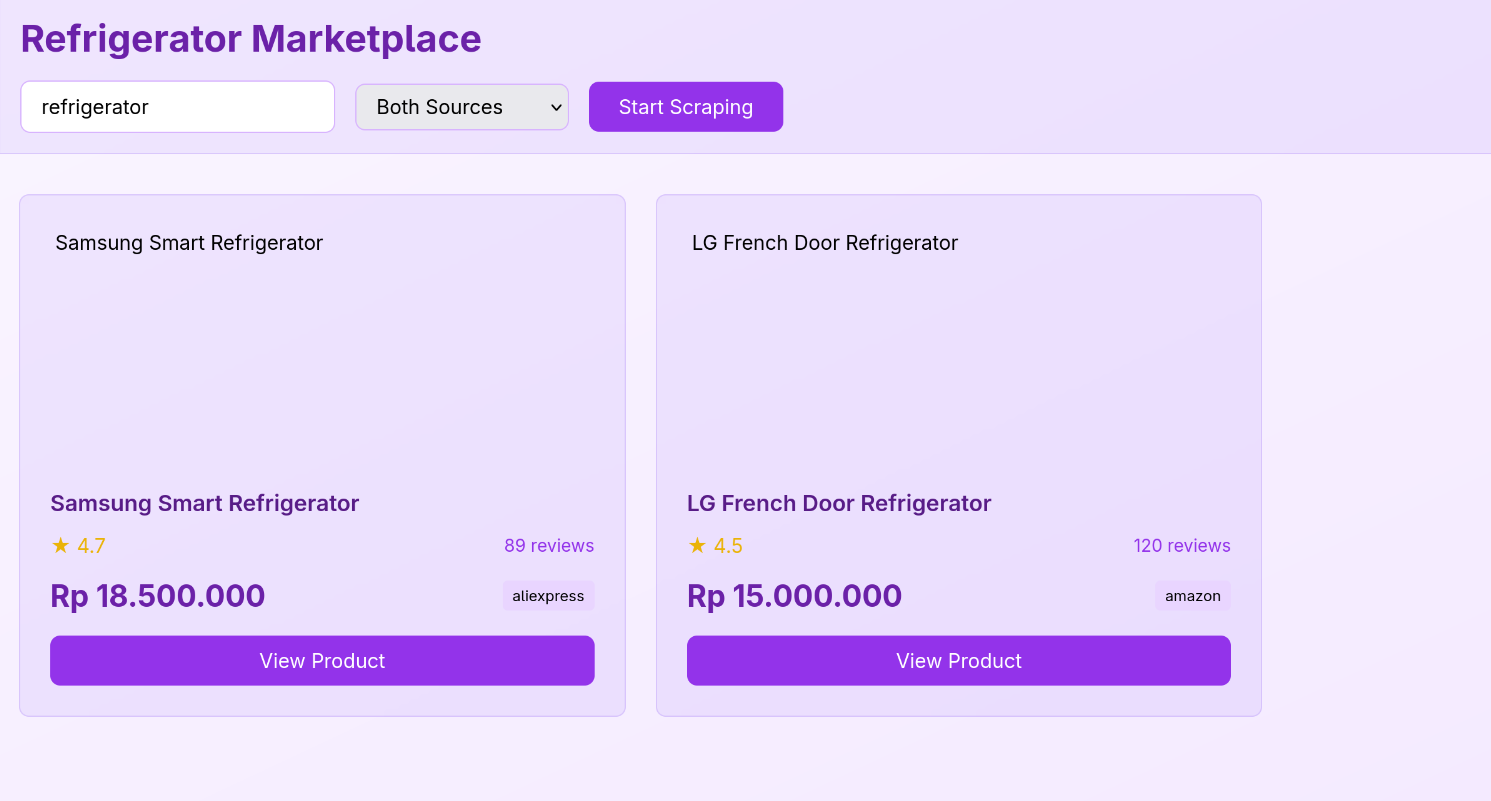 Refrigerator Marketplace
refrigerator
Both Sources
Start Scraping
Samsung Smart Refrigerator
Samsung Smart Refrigerator
★ 4.7
89 reviews
Rp 18.500.000
aliexpress
View Product
LG French Door Refrigerator
LG French Door Refrigerator
★ 4.5
120 reviews
Rp 15.000.000
amazon
View Product